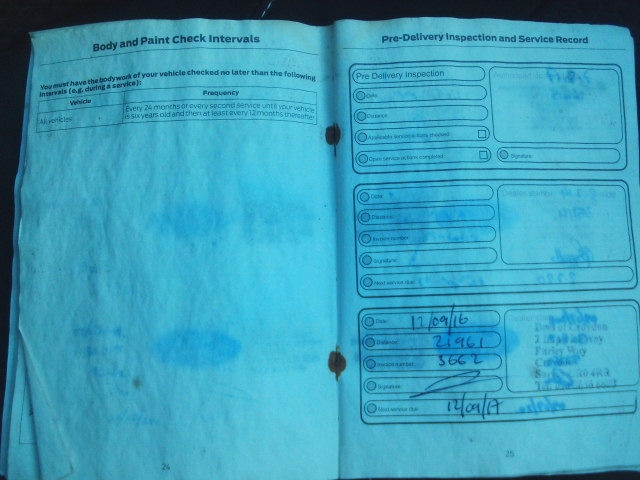 Body and Paint Check Intervals
You must have the bodywork of your vehicle checked no later than the following
intervals (e.g. during a service):
Vehicle Frequency
All vehicles Every 24 months or every second service until your vehicle
is six years old and then at least every 12 months thereafter
24
Pre-Delivery Inspection and Service Record
Pre Delivery Inspection
Date:
Distance:
Applicable service actions checked:
Open service actions completed:
Signature:
Date:
Distance:
Invoice number:
Signature:
Next service due:
Date: 12/09/16
Distance: 21961
Invoice number: 3662
Signature:
Next service due: 12/09/17
25